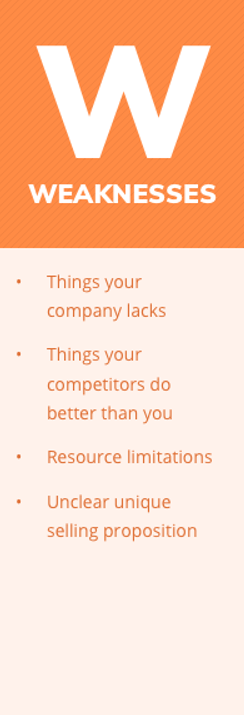 W
WEAKNESSES
• Things your
company lacks
• Things your
competitors do
better than you
• Resource limitations
• Unclear unique
selling proposition